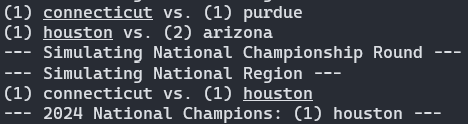 (1) connecticut vs. (1) purdue
(1) houston vs. (2) arizona
--- Simulating National Championship Round ---
--- Simulating National Region ---
(1) connecticut vs. (1) houston
--- 2024 National Champions: (1) houston ---